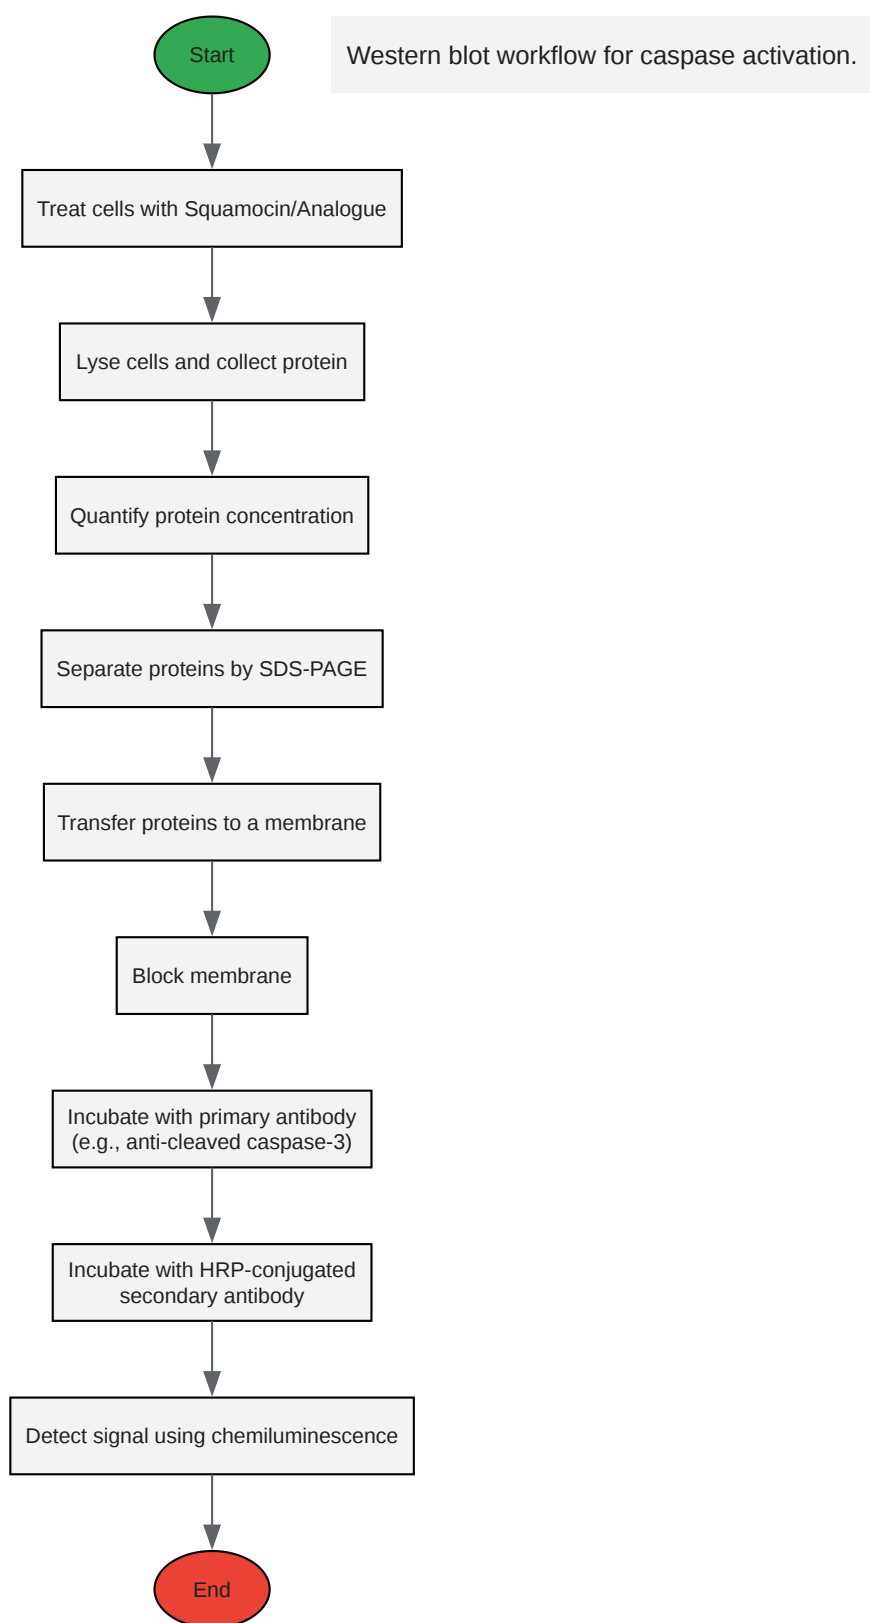 Start
Western blot workflow for caspase activation.
Treat cells with Squamocin/Analogue
Lyse cells and collect protein
Quantify protein concentration
Separate proteins by SDS-PAGE
Transfer proteins to a membrane
Block membrane
Incubate with primary antibody
(e.g., anti-cleaved caspase-3)
Incubate with HRP-conjugated
secondary antibody
Detect signal using chemiluminescence
End